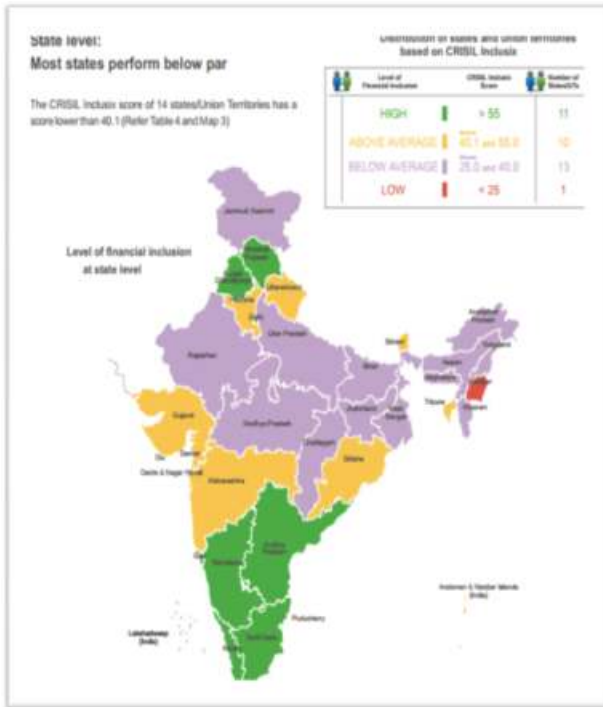 State level:
Most states perform below par
The CRISIL Inclusix score of 14 states/Union Territories has a
score lower than 40.1 (Refer Table 4 and Map 3)
Distribution of states and union territories
based on CRISIL Inclusix
Level of
Financial Inclusion
CRISIL Inclusix
Score
Number of
States/UTs
HIGH > 55 11
ABOVE AVERAGE 40.1 and 55.0 10
BELOW AVERAGE 25.0 and 40.0 13
LOW < 25 1
Level of financial inclusion
at state level
Jammu& Kashmir
Himachal
Pradesh
Uttarakhand
Delhi
Rajasthan
Uttar Pradesh
Sikkim
Arunachal
Pradesh
Nagaland
Assam
Meghalaya
Bihar
Tripura
Mizoram
Gujarat
Madhya Pradesh
Jharkhand
West
Bengal
Chattisgarh
Diu
Daman
Dadra & Nagar Haveli
Odisha
Maharashtra
Goa
Karnataka
Andhra
Pradesh
Andaman & Nicobar Islands
(India)
Puducherry
Lakshadweep
(India)
Kerala
Tamil Nadu